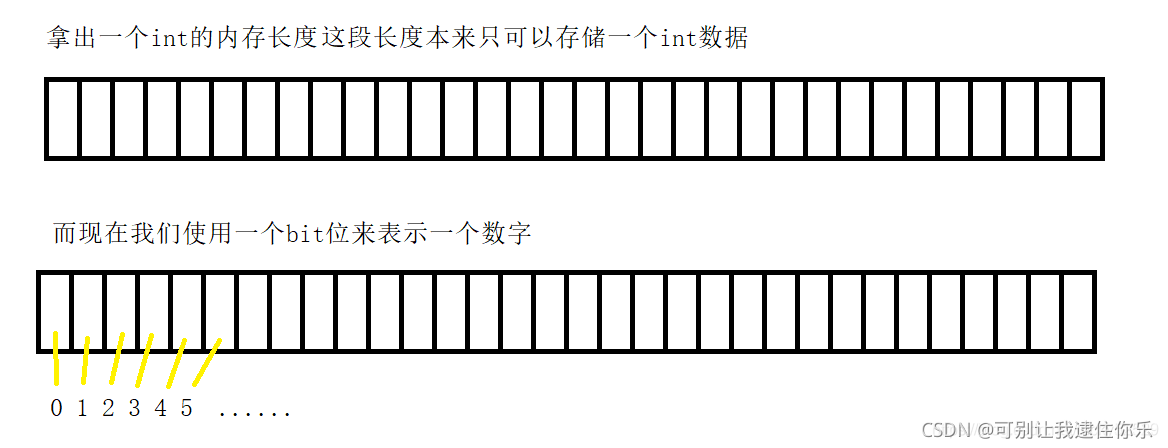 拿出一个int的内存长度这段长度本来只可以存储一个int数据
而现在我们使用一个bit位来表示一个数字
0 1 2 3 4 5 ......
CSDN @可别让我逮住你乐